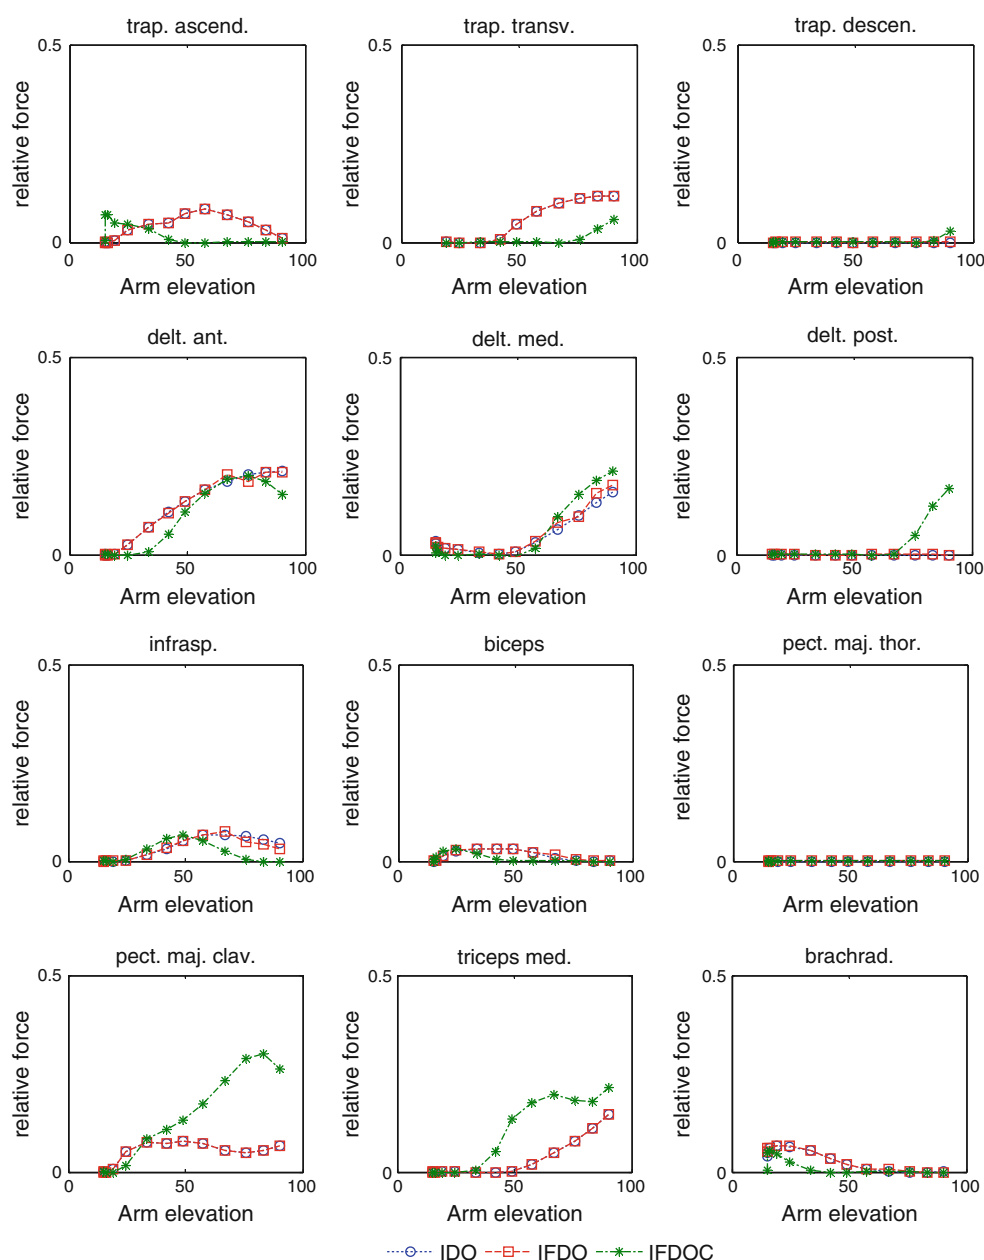 trap. ascend. trap. transv. trap. descen.
0.5 0.5 0.5
relative force relative force relative force
0 0 0
0 50 100 0 50 100 0 50 100
Arm elevation Arm elevation Arm elevation
delt. ant. delt. med. delt. post.
0.5 0.5 0.5
relative force relative force relative force
0 0 0
0 50 100 0 50 100 0 50 100
Arm elevation Arm elevation Arm elevation
infrasp. biceps pect. maj. thor.
0.5 0.5 0.5
relative force relative force relative force
0 0 0
0 50 100 0 50 100 0 50 100
Arm elevation Arm elevation Arm elevation
pect. maj. clav. triceps med. brachrad.
0.5 0.5 0.5
relative force relative force relative force
0 0 0
0 50 100 0 50 100 0 50 100
Arm elevation Arm elevation Arm elevation
IDO IFDO IFDOC